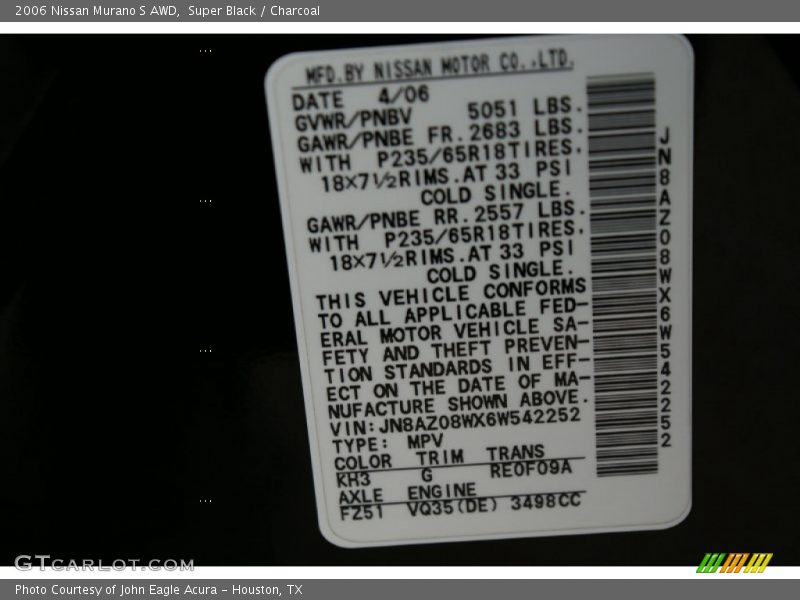 2006 Nissan Murano S AWD, Super Black / Charcoal
MFD.BY NISSAN MOTOR CO.,LTD.
DATE 4/06
GVWR/PNBV 5051 LBS.
GAWR/PNBE FR.2683 LBS.
WITH P235/65R18TIRES.
18×7½RIMS.AT 33 PSI
COLD SINGLE.
GAWR/PNBE RR.2557 LBS.
WITH P235/65R18TIRES.
18×7½RIMS.AT 33 PSI
COLD SINGLE.
THIS VEHICLE CONFORMS
TO ALL APPLICABLE FED-
ERAL MOTOR VEHICLE SA-
FETY AND THEFT PREVEN-
TION STANDARDS IN EFF-
ECT ON THE DATE OF MA-
NUFACTURE SHOWN ABOVE.
VIN:JN8AZ08WX6W542252
TYPE: MPV
COLOR TRIM TRANS
KH3 G RE0F09A
AXLE ENGINE
FZ51 VQ35(DE) 3498CC
JN8AZ08WX6W542252
GTcarlot.com
Photo Courtesy of John Eagle Acura - Houston, TX